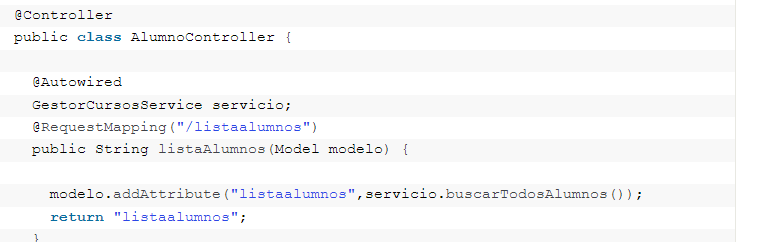 @Controller
public class AlumnoController {
@Autowired
GestorCursosService servicio;
@RequestMapping("/listaalumnos")
public String listaAlumnos(Model modelo) {
modelo.addAttribute("listaalumnos",servicio.buscarTodosAlumnos());
return "listaalumnos";
}